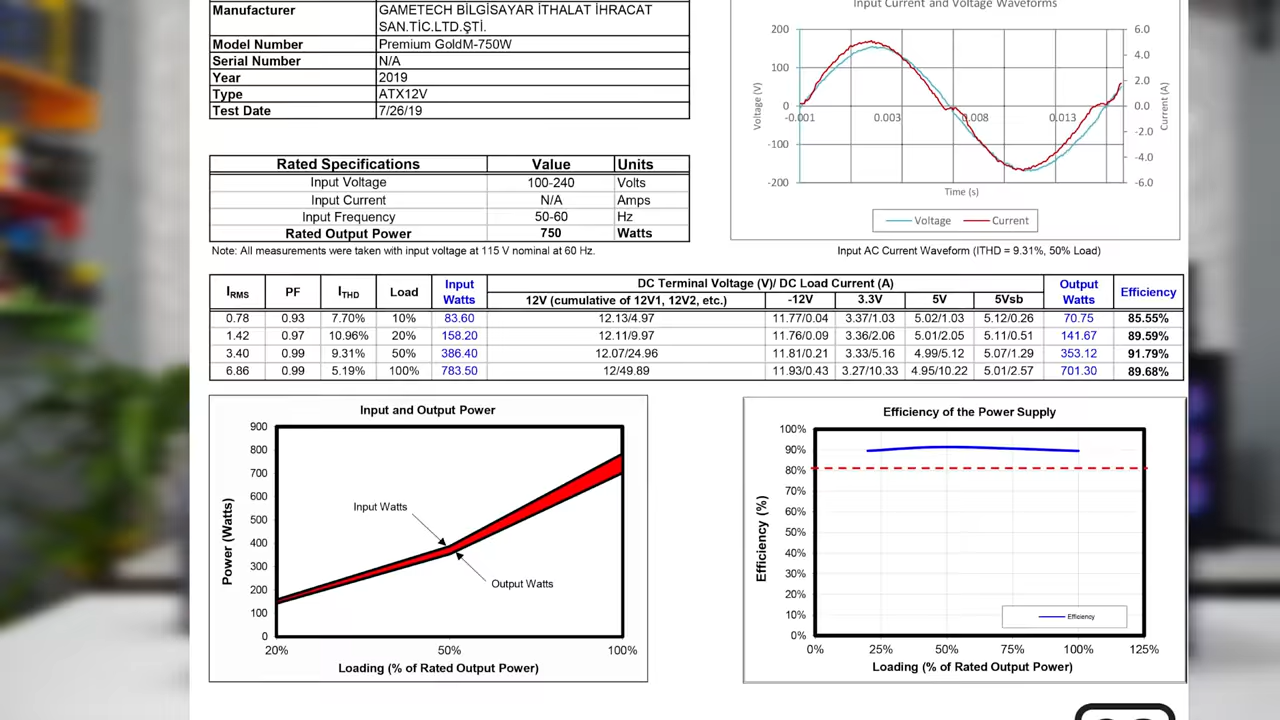 Input Current and Voltage Waveforms
Manufacturer GAMETECH BİLGİSAYAR İTHALAT İHRACAT
SAN.TİC.LTD.ŞTİ.
Model Number Premium GoldM-750W
Serial Number N/A
Year 2019
Type ATX12V
Test Date 7/26/19
200 6.0
4.0
100 2.0
0 0.0
-0.001 0.003 0.008 0.013
-2.0
-100 -4.0
-200 -6.0
Voltage (V)
Current (A)
Time (s)
Voltage Current
Rated Specifications Value Units
Input Voltage 100-240 Volts
Input Current N/A Amps
Input Frequency 50-60 Hz
Rated Output Power 750 Watts
Note: All measurements were taken with input voltage at 115 V nominal at 60 Hz.
Input AC Current Waveform (ITHD = 9.31%, 50% Load)
IRMS PF ITHD Load Input Watts DC Terminal Voltage (V)/ DC Load Current (A) Output Watts Efficiency
12V (cumulative of 12V1, 12V2, etc.) -12V 3.3V 5V 5Vsb
0.78 0.93 7.70% 10% 83.60 12.13/4.97 11.77/0.04 3.37/1.03 5.02/1.03 5.12/0.26 70.75 85.55%
1.42 0.97 10.96% 20% 158.20 12.11/9.97 11.76/0.09 3.36/2.06 5.01/2.05 5.11/0.51 141.67 89.59%
3.40 0.99 9.31% 50% 386.40 12.07/24.96 11.81/0.21 3.33/5.16 4.99/5.12 5.07/1.29 353.12 91.79%
6.86 0.99 5.19% 100% 783.50 12/49.89 11.93/0.43 3.27/10.33 4.95/10.22 5.01/2.57 701.30 89.68%
Input and Output Power
900
800
700
600
500
400
300
200
100
0
Power (Watts)
Input Watts
Output Watts
20% 50% 100%
Loading (% of Rated Output Power)
Efficiency of the Power Supply
100%
90%
80%
70%
60%
50%
40%
30%
20%
10%
0%
Efficiency (%)
Efficiency
0% 25% 50% 75% 100% 125%
Loading (% of Rated Output Power)